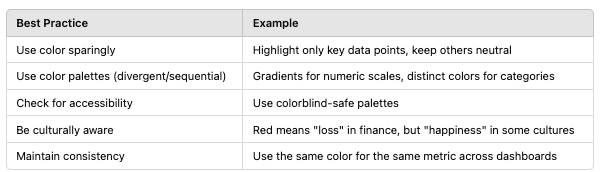 Best Practice Example
Use color sparingly Highlight only key data points, keep others neutral
Use color palettes (divergent/sequential) Gradients for numeric scales, distinct colors for categories
Check for accessibility Use colorblind-safe palettes
Be culturally aware Red means "loss" in finance, but "happiness" in some cultures
Maintain consistency Use the same color for the same metric across dashboards